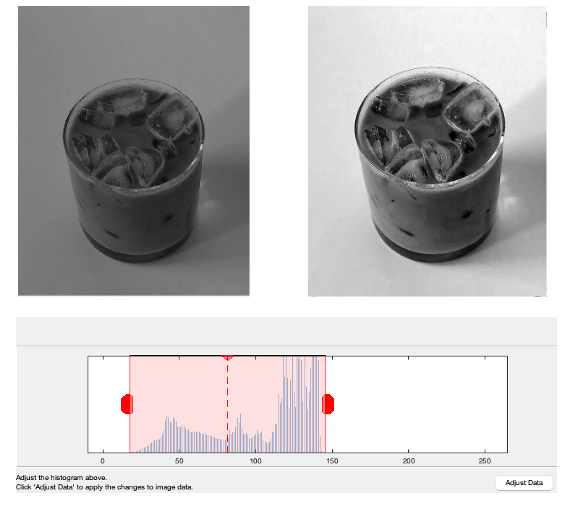 0 50 100 150 200 250
Adjust the histogram above.
Click 'Adjust Data' to apply the changes to image data.
Adjust Data